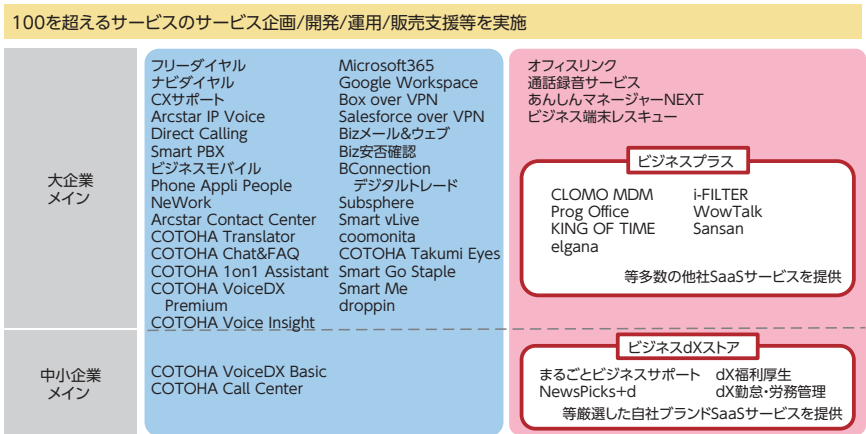 100を超えるサービスのサービス企画/開発/運用/販売支援等を実施
大企業
メイン
フリーダイヤル
ナビダイヤル
CXサポート
Arcstar IP Voice
Direct Calling
Smart PBX
ビジネスモバイル
Phone Appli People
NeWork
Arcstar Contact Center
COTOHA Translator
COTOHA Chat&FAQ
COTOHA 1on1 Assistant
COTOHA VoiceDX
Premium
COTOHA Voice Insight
Microsoft365
Google Workspace
Box over VPN
Salesforce over VPN
Bizメール&ウェブ
Biz安否確認
BConnection
デジタルトレード
Subsphere
Smart vLive
coomonita
COTOHA Takumi Eyes
Smart Go Staple
Smart Me
droppin
オフィスリンク
通話録音サービス
あんしんマネージャーNEXT
ビジネス端末レスキュー
ビジネスプラス
CLOMO MDM
Prog Office
KING OF TIME
elgana
i-FILTER
WowTalk
Sansan
等多数の他社SaaSサービスを提供
中小企業
メイン
COTOHA VoiceDX Basic
COTOHA Call Center
ビジネスdXストア
まるごとビジネスサポート
NewsPicks+d
dX福利厚生
dX勤怠・労務管理
等厳選した自社ブランドSaaSサービスを提供